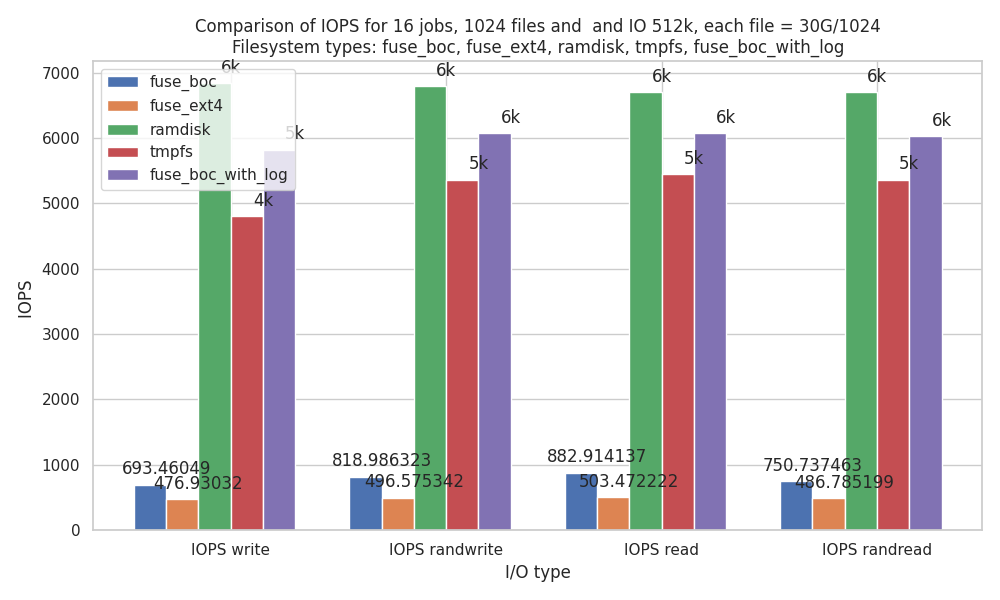 Comparison of IOPS for 16 jobs, 1024 files and  and IO 512k, each file = 30G/1024
Filesystem types: fuse_boc, fuse_ext4, ramdisk, tmpfs, fuse_boc_with_log
fuse_boc
fuse_ext4
ramdisk
tmpfs
fuse_boc_with_log
7000
6000
5000
4000
3000
2000
1000
0
IOPS
693.46049
476.93032
6k
4k
5k
818.986323
496.575342
6k
5k
6k
882.914137
503.472222
6k
5k
6k
750.737463
486.785199
6k
5k
6k
IOPS write
IOPS randwrite
IOPS read
IOPS randread
I/O type